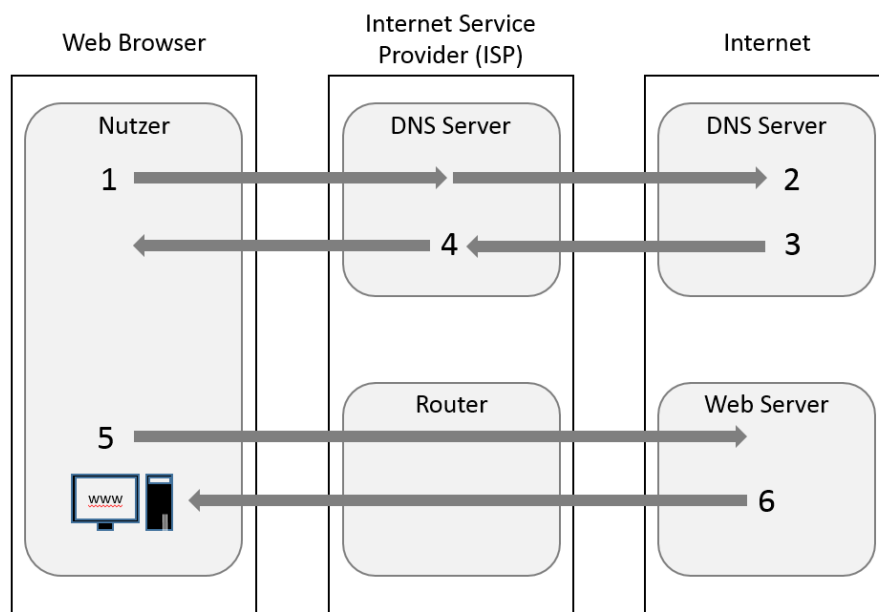 Web Browser
Internet Service
Provider (ISP)
Internet
Nutzer
DNS Server
DNS Server
1
2
4
3
Router
Web Server
5
www
6